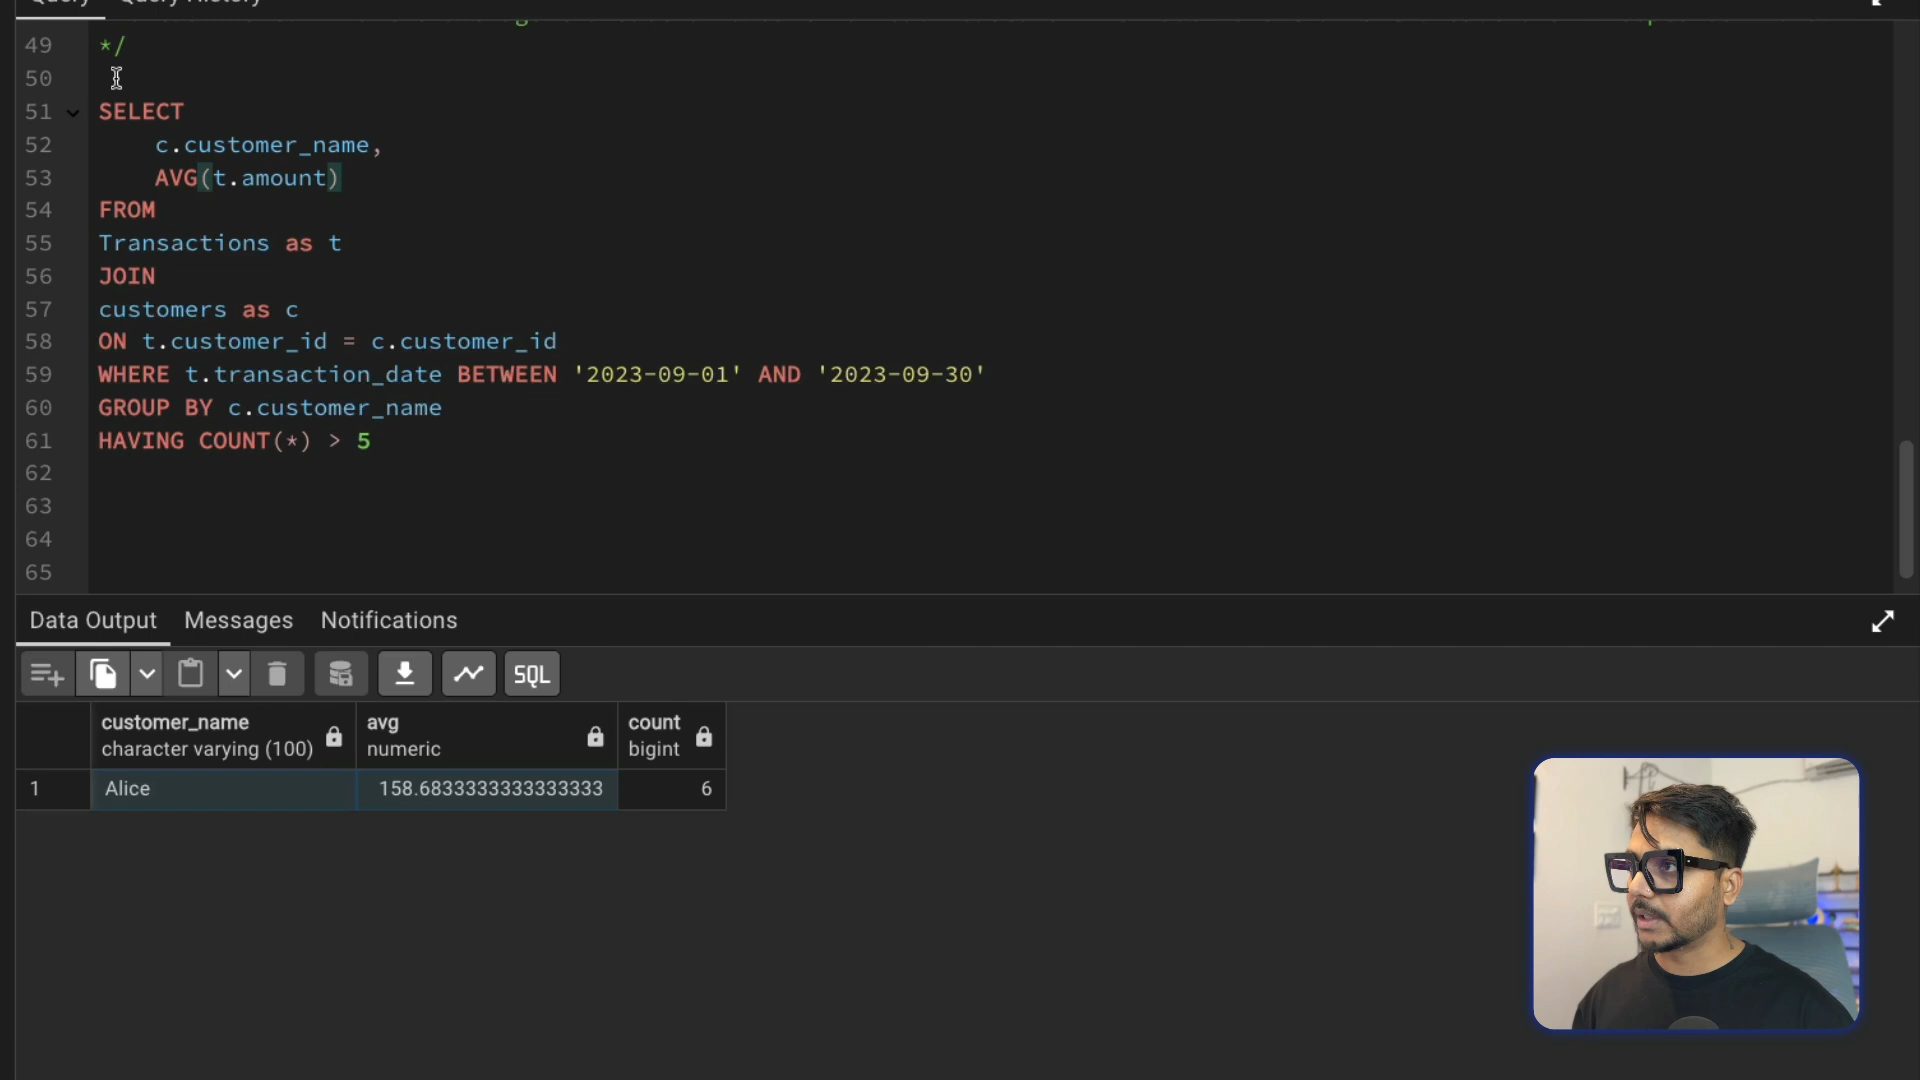 Query Query History
49 */
50
51 SELECT
52 c.customer_name,
53 AVG(t.amount)
54 FROM
55 Transactions as t
56 JOIN
57 customers as c
58 ON t.customer_id = c.customer_id
59 WHERE t.transaction_date BETWEEN '2023-09-01' AND '2023-09-30'
60 GROUP BY c.customer_name
61 HAVING COUNT(*) > 5
62
63
64
65
Data Output Messages Notifications
SQL
customer_name avg count
character varying (100) numeric bigint
1 Alice 158.6833333333333333 6